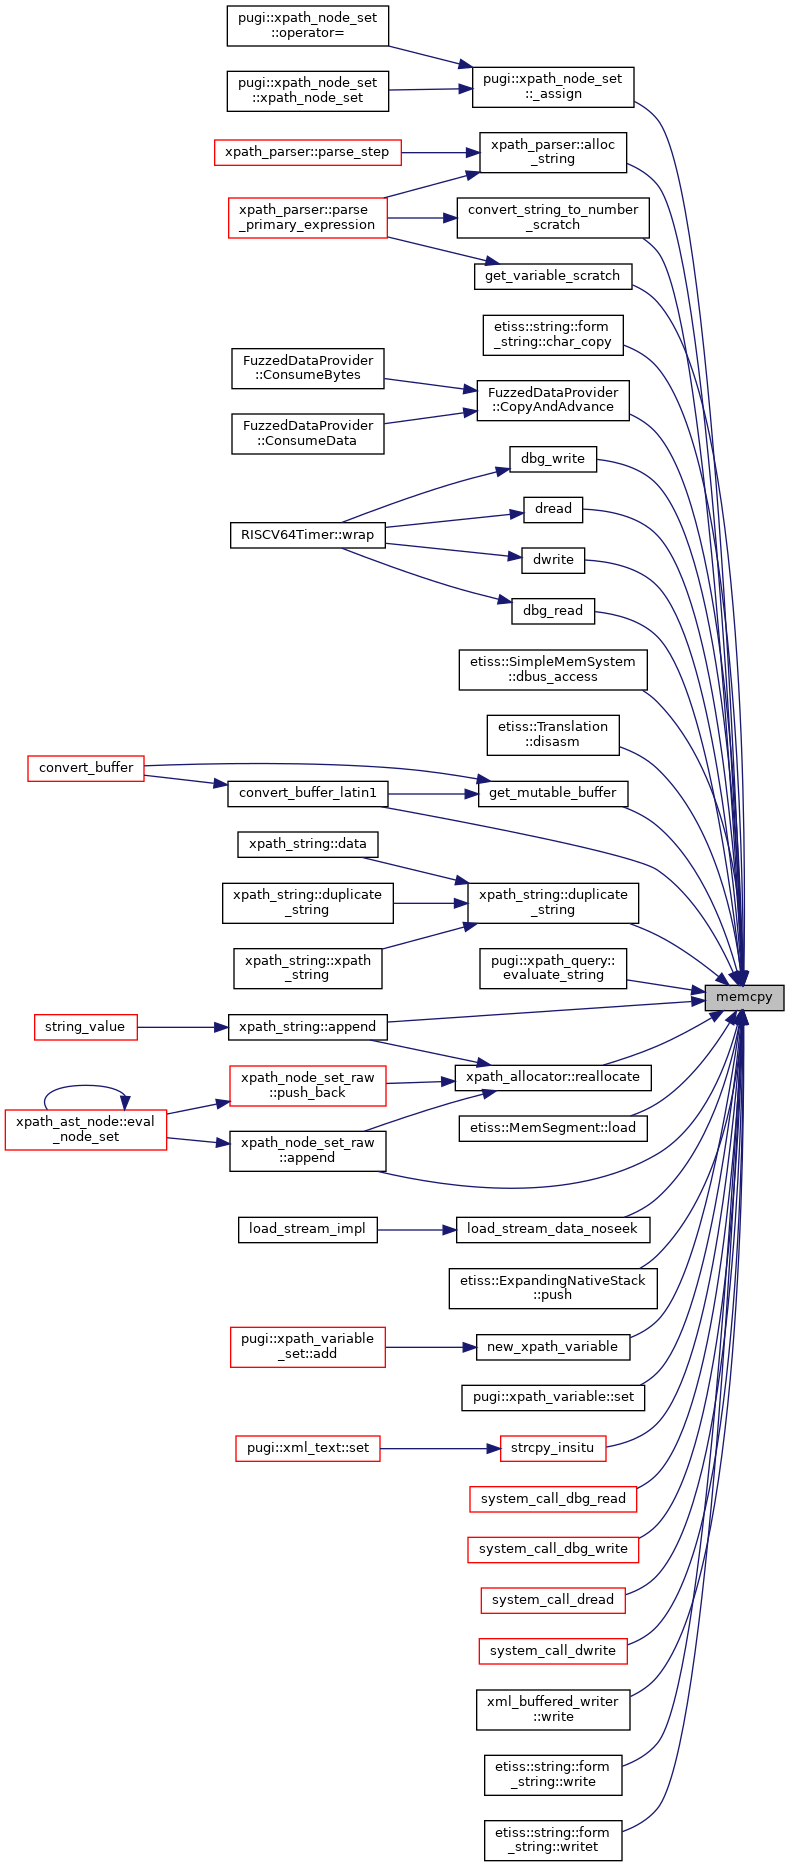 pugi::xpath_node_set
::operator=
pugi::xpath_node_set
::_assign
pugi::xpath_node_set
::xpath_node_set
xpath_parser::parse_step
xpath_parser::alloc
_string
xpath_parser::parse
_primary_expression
convert_string_to_number
_scratch
get_variable_scratch
etiss::string::form
_string::char_copy
FuzzedDataProvider
::ConsumeBytes
FuzzedDataProvider
::CopyAndAdvance
FuzzedDataProvider
::ConsumeData
dbg_write
dread
RISCV64Timer::wrap
dwrite
dbg_read
etiss::SimpleMemSystem
::dbus_access
etiss::Translation
::disasm
convert_buffer
convert_buffer_latin1
get_mutable_buffer
xpath_string::data
xpath_string::duplicate
_string
xpath_string::duplicate
_string
xpath_string::xpath
_string
pugi::xpath_query::
evaluate_string
memcpy
string_value
xpath_string::append
xpath_allocator::reallocate
xpath_node_set_raw
::push_back
xpath_ast_node::eval
_node_set
etiss::MemSegment::load
xpath_node_set_raw
::append
load_stream_impl
load_stream_data_noseek
etiss::ExpandingNativeStack
::push
pugi::xpath_variable
_set::add
new_xpath_variable
pugi::xpath_variable::set
pugi::xml_text::set
strcpy_insitu
system_call_dbg_read
system_call_dbg_write
system_call_dread
system_call_dwrite
xml_buffered_writer
::write
etiss::string::form
_string::write
etiss::string::form
_string::writet